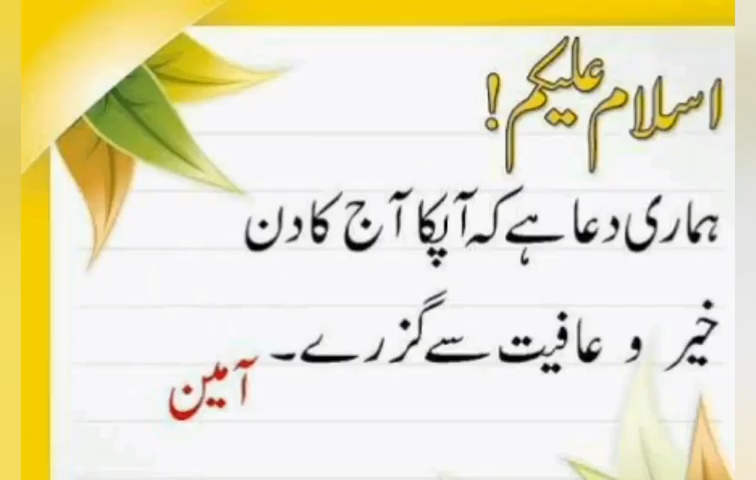 اسلام علیکم!
ہماری دعا ہے کہ آپکا آج کا دن
خیر و عافیت سے گزرے۔
آمین